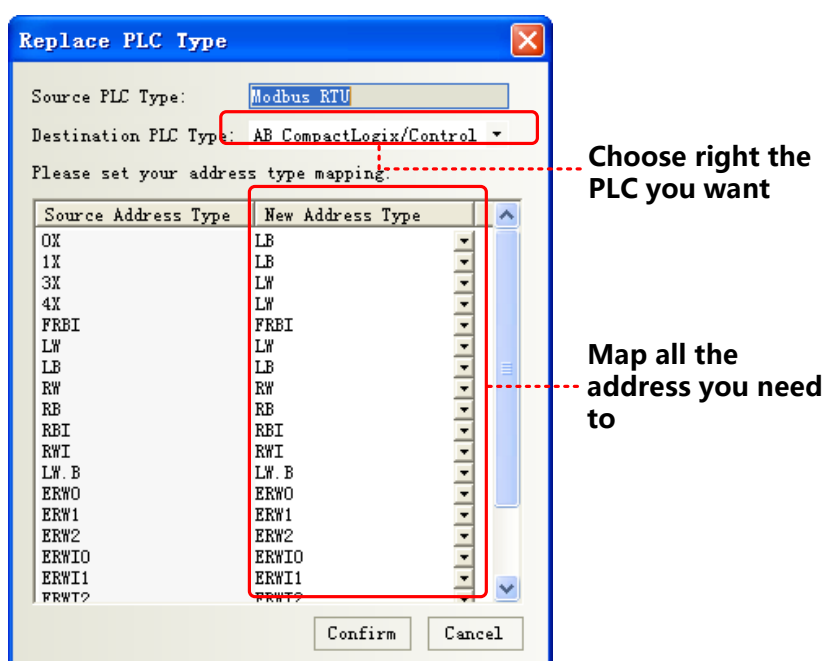 Replace PLC Type
Source PLC Type: Modbus RTU
Destination PLC Type: AB CompactLogix/Control
Please set your address type mapping:
Choose right the
PLC you want
Source Address Type New Address Type
0X LB
1X LB
3X LW
4X LW
FRBI FRBI
LW LW
LB LB
RW RW
RB RB
RBI RBI
RWI RWI
LW.B LW.B
ERW0 ERW0
ERW1 ERW1
ERW2 ERW2
ERWI0 ERWI0
ERWI1 ERWI1
ERWI2 ERWI2
Map all the
address you need
to
Confirm Cancel